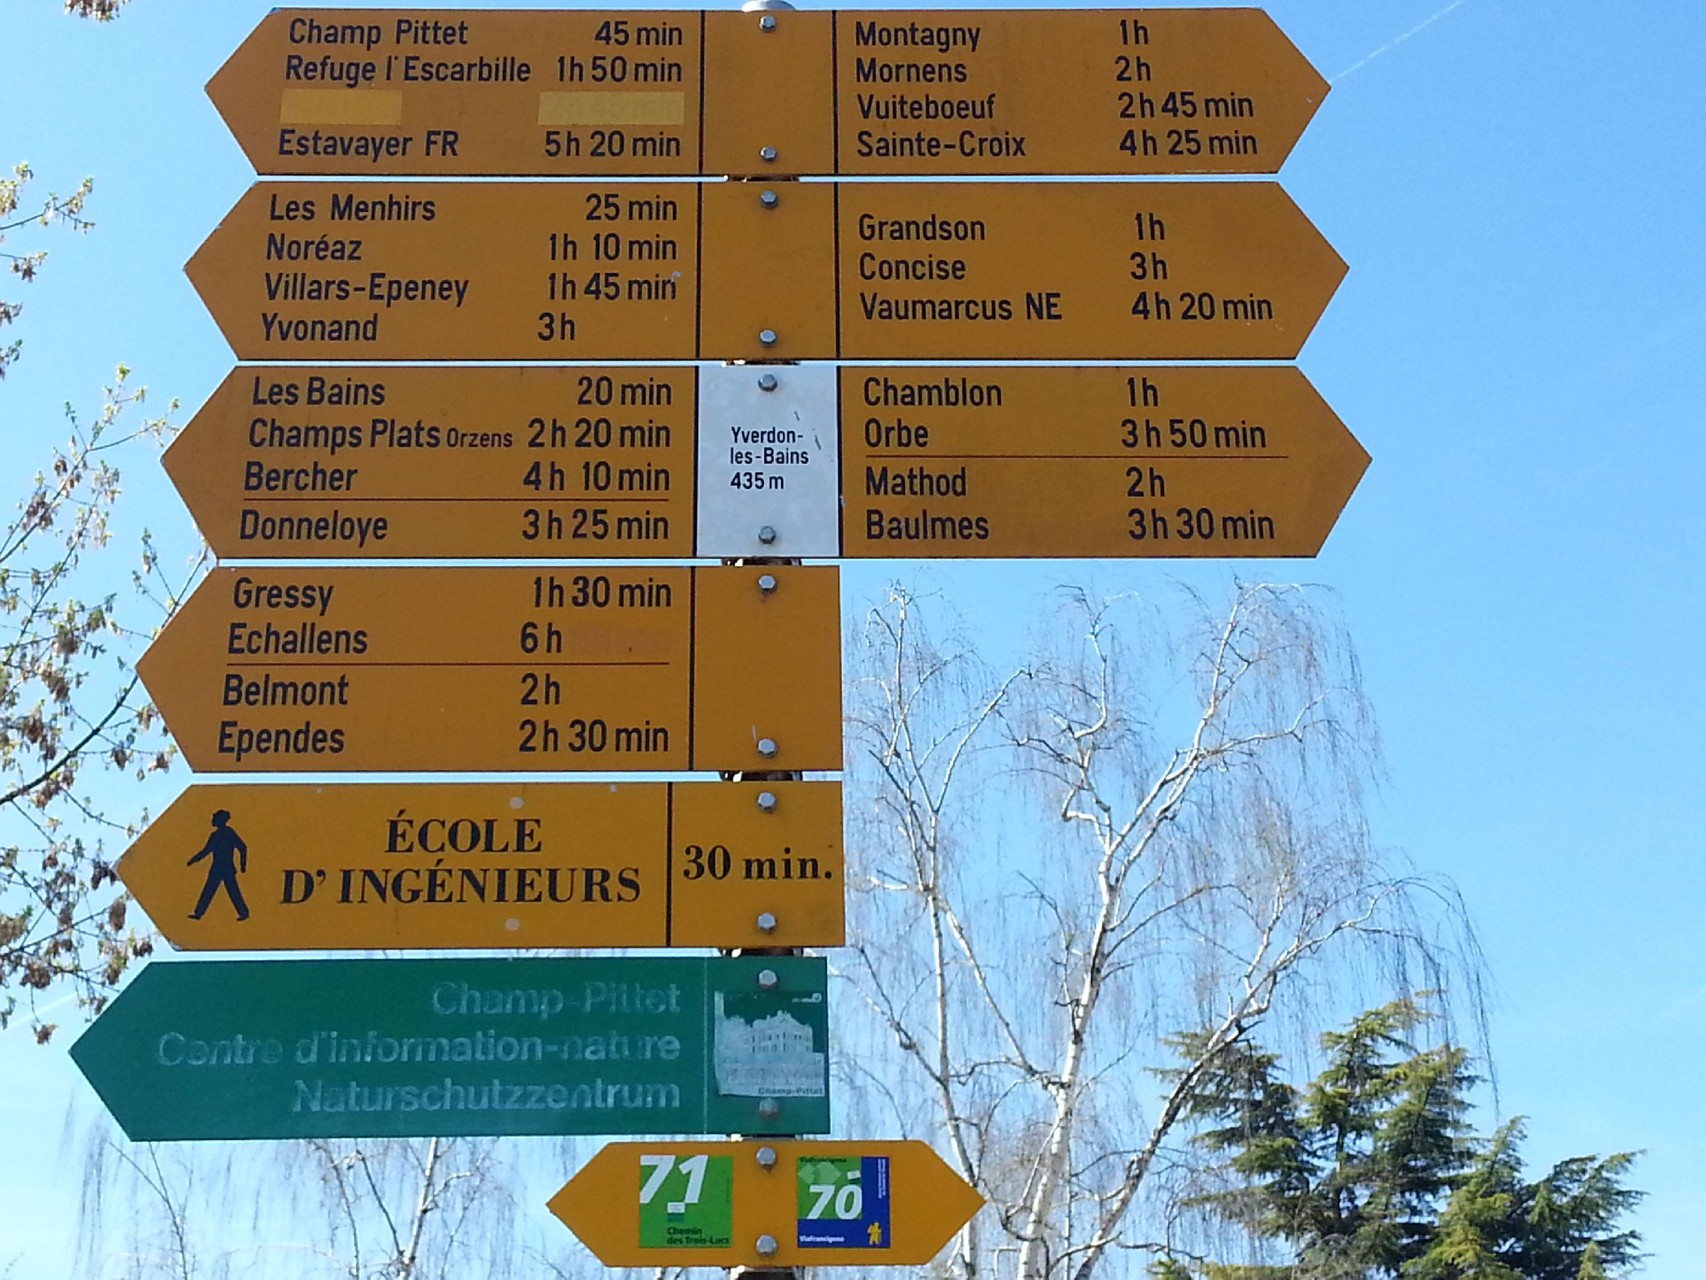 Champ Pittet 45 min
Refuge l'Escarbille 1h 50 min
Estavayer FR 5h 20 min
Montagny 1h
Mornens 2h
Vuiteboeuf 2h 45 min
Sainte-Croix 4h 25 min
Les Menhirs 25 min
Noréaz 1h 10 min
Villars-Epeney 1h 45 min
Yvonand 3h
Grandson 1h
Concise 3h
Vaumarcus NE 4h 20 min
Les Bains 20 min
Champs Plats Orzens 2h 20 min
Bercher 4h 10 min
Donneloye 3h 25 min
Yverdon-
les-Bains
435 m
Chamblon 1h
Orbe 3h 50 min
Mathod 2h
Baulmes 3h 30 min
Gressy 1h 30 min
Echallens 6h
Belmont 2h
Ependes 2h 30 min
ÉCOLE
D'INGÉNIEURS
30 min.
Champ-Pittet
Centre d'information-nature
Naturschutzzentrum
Champ-Pittet
71
Chemin
des Trois-Lacs
ViaFrancigena
70
ViaFrancigena